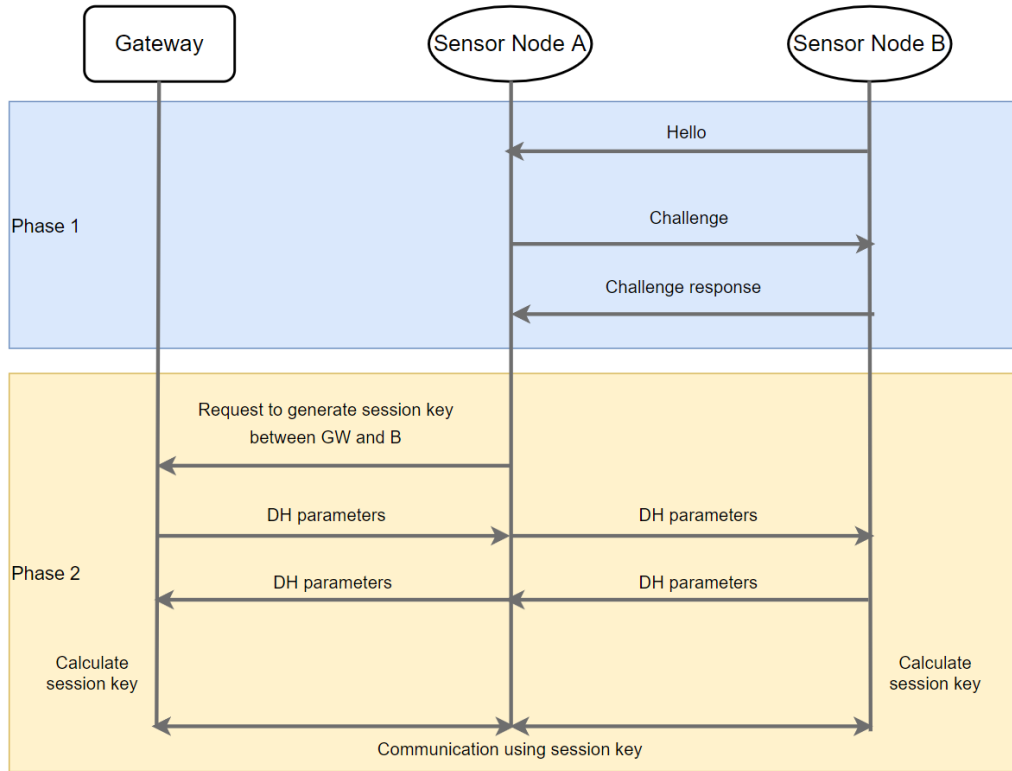 Gateway
Sensor Node A
Sensor Node B
Hello
Phase 1
Challenge
Challenge response
Request to generate session key
between GW and B
DH parameters
DH parameters
Phase 2
DH parameters
DH parameters
Calculate
session key
Calculate
session key
Communication using session key